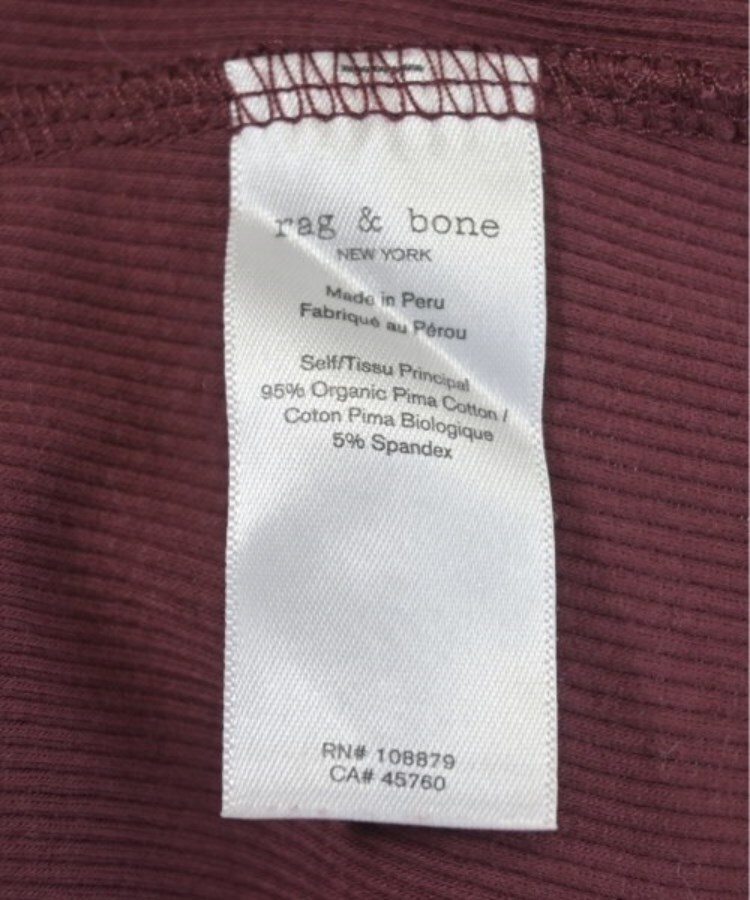 rag & bone
NEW YORK
Made in Peru
Fabriqué au Pérou
Self/Tissu Principal
95% Organic Pima Cotton /
Coton Pima Biologique
5% Spandex
RN# 108879
CA# 45760